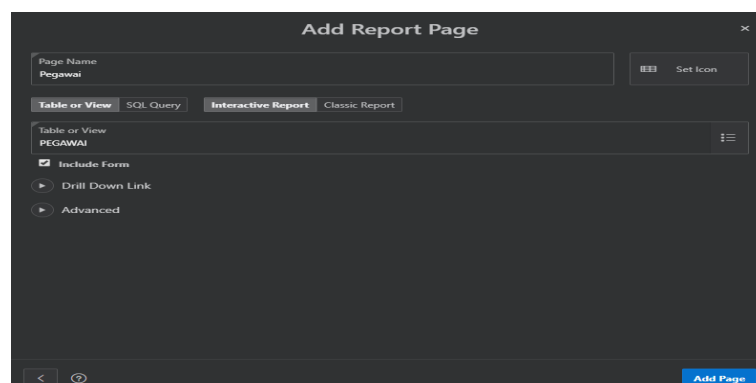 Add Report Page
Page Name
Pegawai
Set Icon
Table or View SQL Query Interactive Report Classic Report
Table or View
PEGAWAI
Include Form
Drill Down Link
Advanced
Add Page